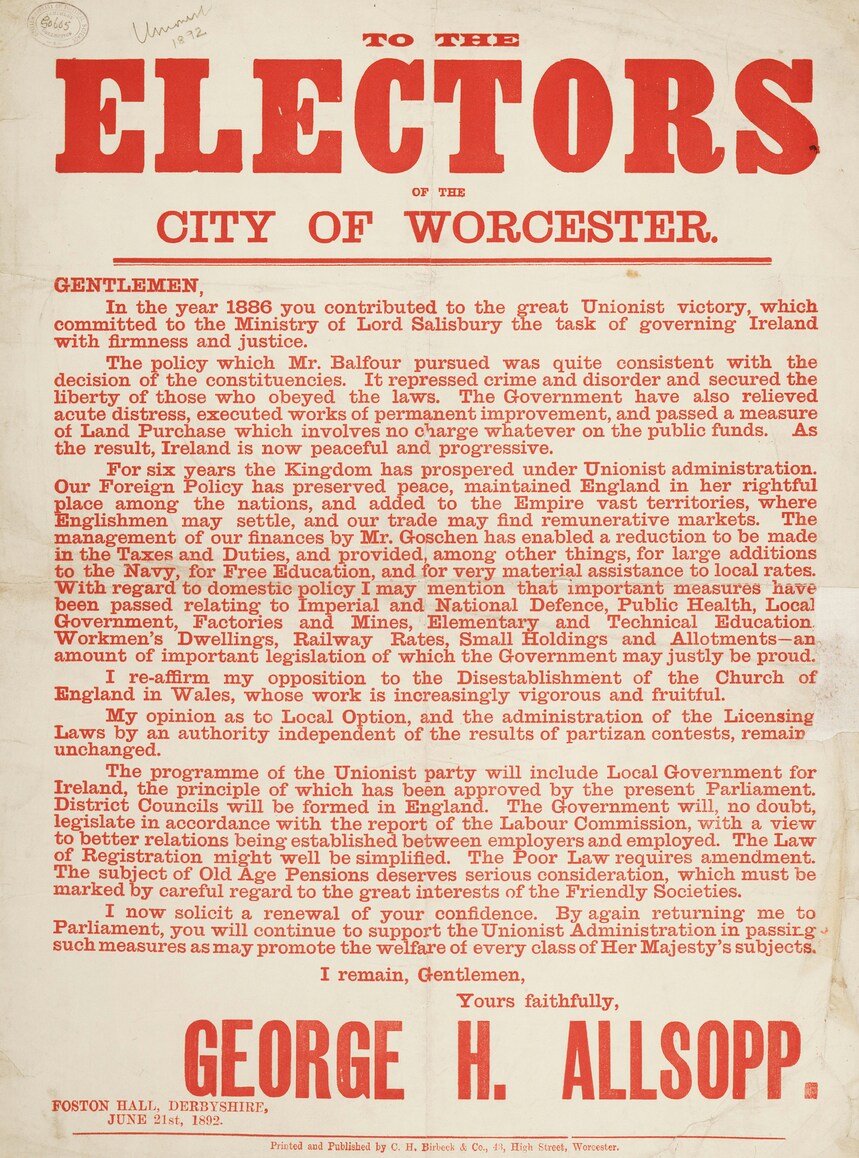 80605
Unionist
1892
TO THE
ELECTORS
OF THE
CITY OF WORCESTER.
GENTLEMEN,
In the year 1886 you contributed to the great Unionist victory, which
committed to the Ministry of Lord Salisbury the task of governing Ireland
with firmness and justice.
The policy which Mr. Balfour pursued was quite consistent with the
decision of the constituencies. It repressed crime and disorder and secured the
liberty of those who obeyed the laws. The Government have also relieved
acute distress, executed works of permanent improvement, and passed a measure
of Land Purchase which involves no charge whatever on the public funds. As
the result, Ireland is now peaceful and progressive.
For six years the Kingdom has prospered under Unionist administration.
Our Foreign Policy has preserved peace, maintained England in her rightful
place among the nations, and added to the Empire vast territories, where
Englishmen may settle, and our trade may find remunerative markets. The
management of our finances by Mr. Goschen has enabled a reduction to be made
in the Taxes and Duties, and provided, among other things, for large additions
to the Navy, for Free Education, and for very material assistance to local rates.
With regard to domestic policy I may mention that important measures have
been passed relating to Imperial and National Defence, Public Health, Local
Government, Factories and Mines, Elementary and Technical Education
Workmen's Dwellings, Railway Rates, Small Holdings and Allotments—an
amount of important legislation of which the Government may justly be proud.
I re-affirm my opposition to the Disestablishment of the Church of
England in Wales, whose work is increasingly vigorous and fruitful.
My opinion as to Local Option, and the administration of the Licensing
Laws by an authority independent of the results of partizan contests, remain
unchanged.
The programme of the Unionist party will include Local Government for
Ireland, the principle of which has been approved by the present Parliament.
District Councils will be formed in England. The Government will, no doubt,
legislate in accordance with the report of the Labour Commission, with a view
to better relations being established between employers and employed. The Law
of Registration might well be simplified. The Poor Law requires amendment.
The subject of Old Age Pensions deserves serious consideration, which must be
marked by careful regard to the great interests of the Friendly Societies.
I now solicit a renewal of your confidence. By again returning me to
Parliament, you will continue to support the Unionist Administration in passing
such measures as may promote the welfare of every class of Her Majesty's subjects.
I remain, Gentlemen,
Yours faithfully,
GEORGE H. ALLSOPP.
FOSTON HALL, DERBYSHIRE,
JUNE 21st, 1892.
Printed and Published by C. H. Birbeck & Co., High Street, Worcester.